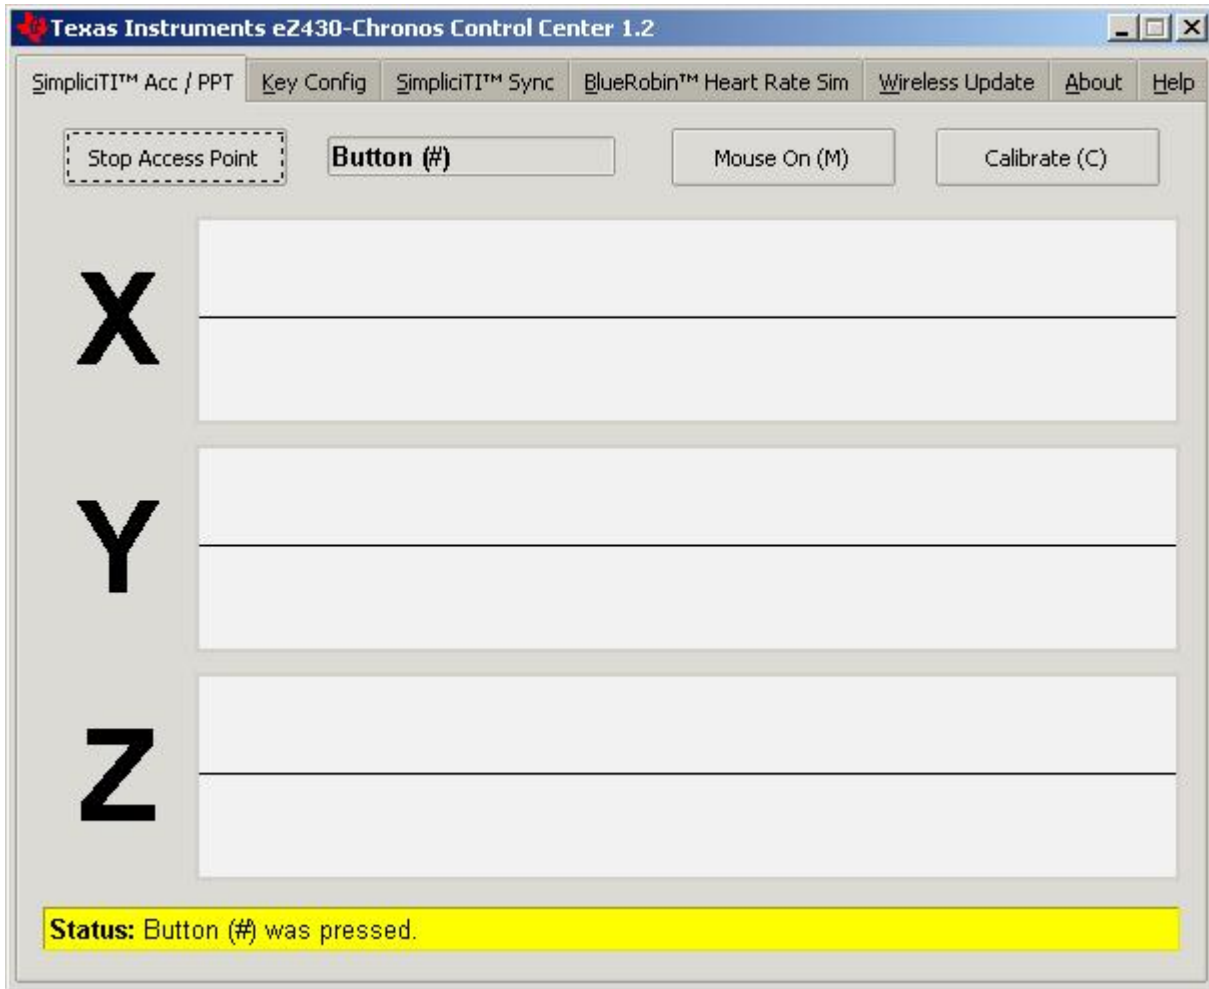 Texas Instruments eZ430-Chronos Control Center 1.2
SimpliciTI™ Acc / PPT Key Config SimpliciTI™ Sync BlueRobin™ Heart Rate Sim Wireless Update About Help
Stop Access Point Button (#) Mouse On (M) Calibrate (C)
X
Y
Z
Status: Button (#) was pressed.